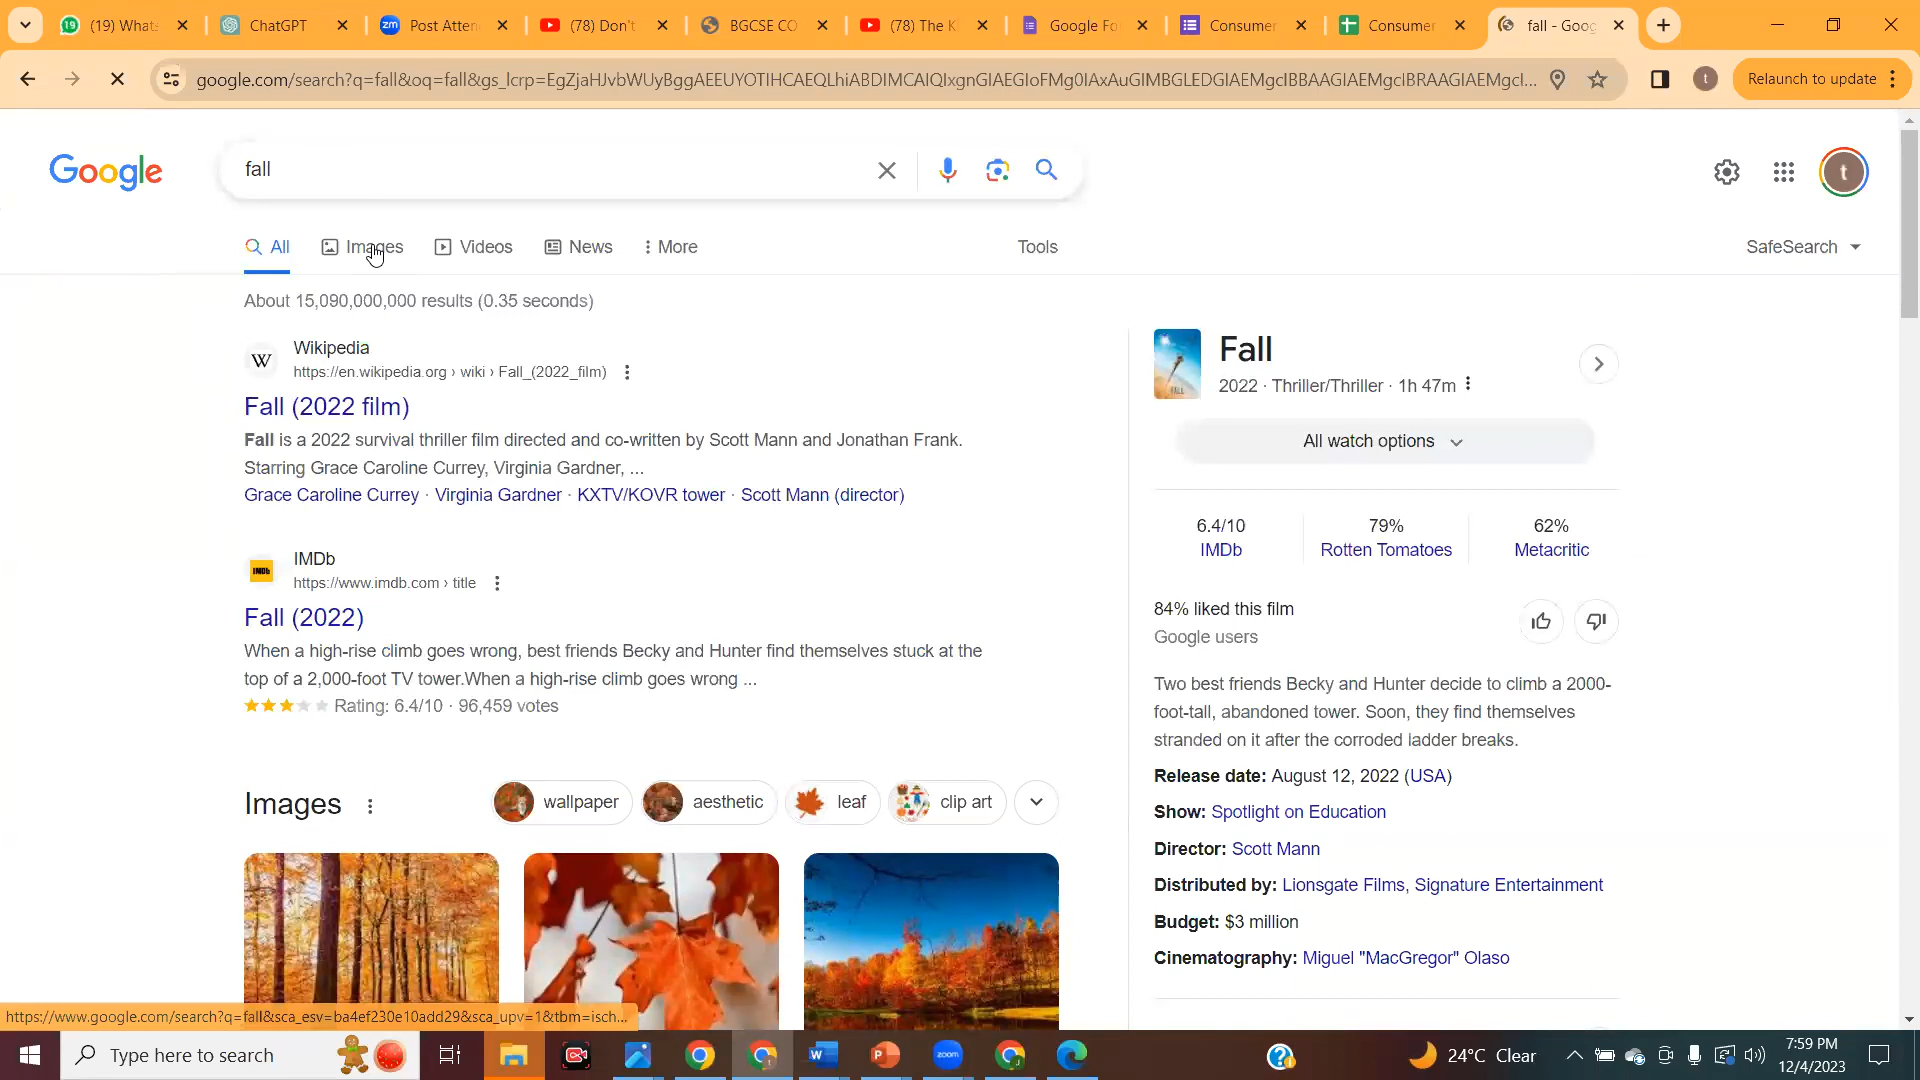 (19) Whats
ChatGPT
Post Atten
(78) Don't
BGCSE CO
(78) The K
Google Fo
Consumer
Consumer
fall - Goog
google.com/search?q=fall&oq=fall&gs_lcrp=EgZjaHJvbWUyBggAEEUYOTIHCAEQLhiABDIMCAIQIxgnGIAEGIoFMg0IAxAuGIMBGLEDGIAEMgcIBBAAGIAEMgcIBRAAGIAEMgcI...
Relaunch to update
t
Google
fall
t
All
Images
Videos
News
More
Tools
SafeSearch
About 15,090,000,000 results (0.35 seconds)
W
Wikipedia
https://en.wikipedia.org › wiki › Fall_(2022_film)
Fall (2022 film)
Fall is a 2022 survival thriller film directed and co-written by Scott Mann and Jonathan Frank.
Starring Grace Caroline Currey, Virginia Gardner, ...
Grace Caroline Currey · Virginia Gardner · KXTV/KOVR tower · Scott Mann (director)
IMDb
IMDb
https://www.imdb.com › title
Fall (2022)
When a high-rise climb goes wrong, best friends Becky and Hunter find themselves stuck at the
top of a 2,000-foot TV tower.When a high-rise climb goes wrong ...
Rating: 6.4/10 · 96,459 votes
Images
wallpaper
aesthetic
leaf
clip art
FALL
Fall
2022 · Thriller/Thriller · 1h 47m
All watch options
6.4/10
IMDb
79%
Rotten Tomatoes
62%
Metacritic
84% liked this film
Google users
Two best friends Becky and Hunter decide to climb a 2000-
foot-tall, abandoned tower. Soon, they find themselves
stranded on it after the corroded ladder breaks.
Release date: August 12, 2022 (USA)
Show: Spotlight on Education
Director: Scott Mann
Distributed by: Lionsgate Films, Signature Entertainment
Budget: $3 million
Cinematography: Miguel "MacGregor" Olaso
https://www.google.com/search?q=fall&sca_esv=ba4ef230e10add29&sca_upv=1&tbm=isch...
Type here to search
zoom
24°C Clear
7:59 PM
12/4/2023